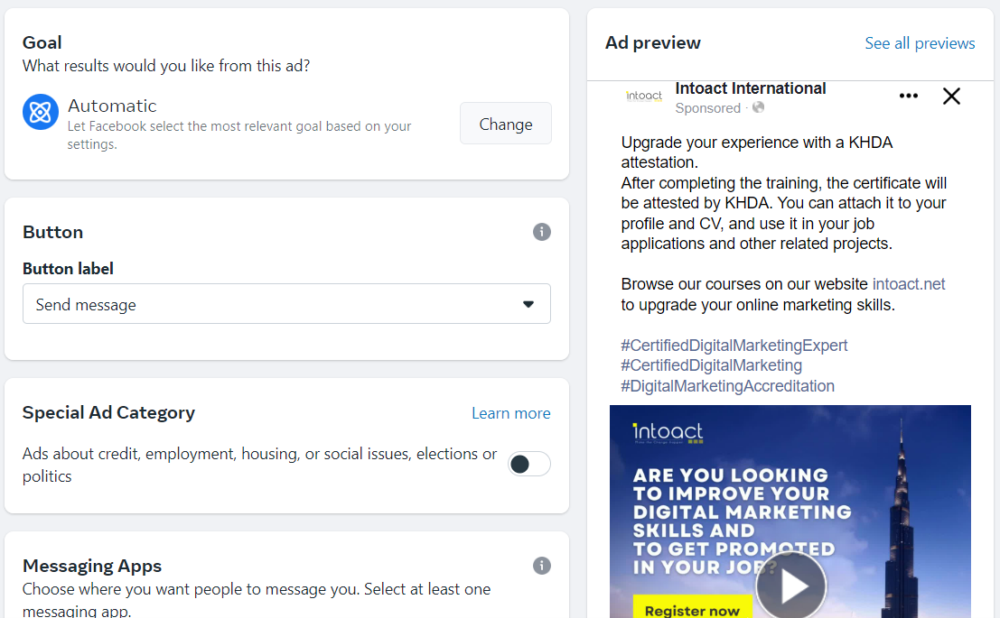 Goal
What results would you like from this ad?
Automatic
Let Facebook select the most relevant goal based on your
settings.
Change
Button
Button label
Send message
Special Ad Category
Learn more
Ads about credit, employment, housing, or social issues, elections or
politics
Messaging Apps
Choose where you want people to message you. Select at least one
messaging app.
Ad preview
See all previews
intoact
Intoact International
Sponsored ·
Upgrade your experience with a KHDA
attestation.
After completing the training, the certificate will
be attested by KHDA. You can attach it to your
profile and CV, and use it in your job
applications and other related projects.
Browse our courses on our website intoact.net
to upgrade your online marketing skills.
#CertifiedDigitalMarketingExpert
#CertifiedDigitalMarketing
#DigitalMarketingAccreditation
intoact
ARE YOU LOOKING
TO IMPROVE YOUR
DIGITAL MARKETING
SKILLS AND
TO GET PROMOTED
IN YOUR JOB?
Register now